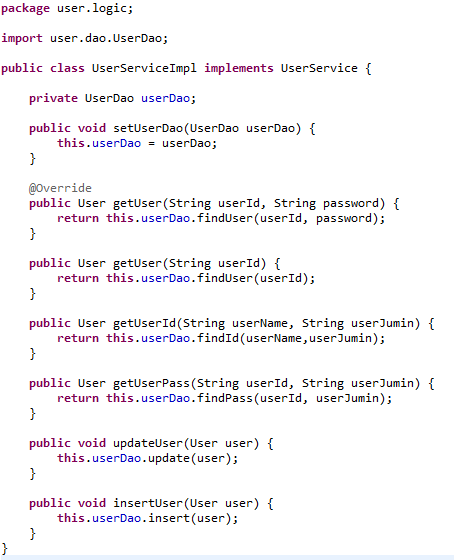 package user.logic;
import user.dao.UserDao;
public class UserServiceImpl implements UserService {
private UserDao userDao;
public void setUserDao(UserDao userDao) {
this.userDao = userDao;
}
@Override
public User getUser(String userId, String password) {
return this.userDao.findUser(userId, password);
}
public User getUser(String userId) {
return this.userDao.findUser(userId);
}
public User getUserId(String userName, String userJumin) {
return this.userDao.findId(userName,userJumin);
}
public User getUserPass(String userId, String userJumin) {
return this.userDao.findPass(userId, userJumin);
}
public void updateUser(User user) {
this.userDao.update(user);
}
public void insertUser(User user) {
this.userDao.insert(user);
}
}